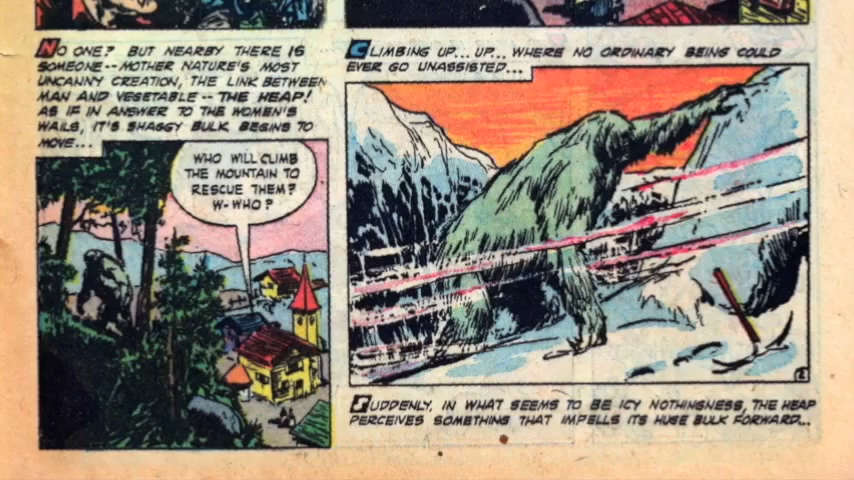 NO ONE? BUT NEARBY THERE IS
SOMEONE--MOTHER NATURE'S MOST
UNCANNY CREATION, THE LINK BETWEEN
MAN AND VEGETABLE--THE HEAP!
AS IF IN ANSWER TO THE WOMEN'S
WAILS, IT'S SHAGGY BULK BEGINS TO
MOVE...
WHO WILL CLIMB
THE MOUNTAIN TO
RESCUE THEM?
W-WHO?
CLIMBING UP...UP...WHERE NO ORDINARY BEING COULD
EVER GO UNASSISTED...
2
SUDDENLY, IN WHAT SEEMS TO BE ICY NOTHINGNESS, THE HEAP
PERCEIVES SOMETHING THAT IMPELLS ITS HUGE BULK FORWARD...